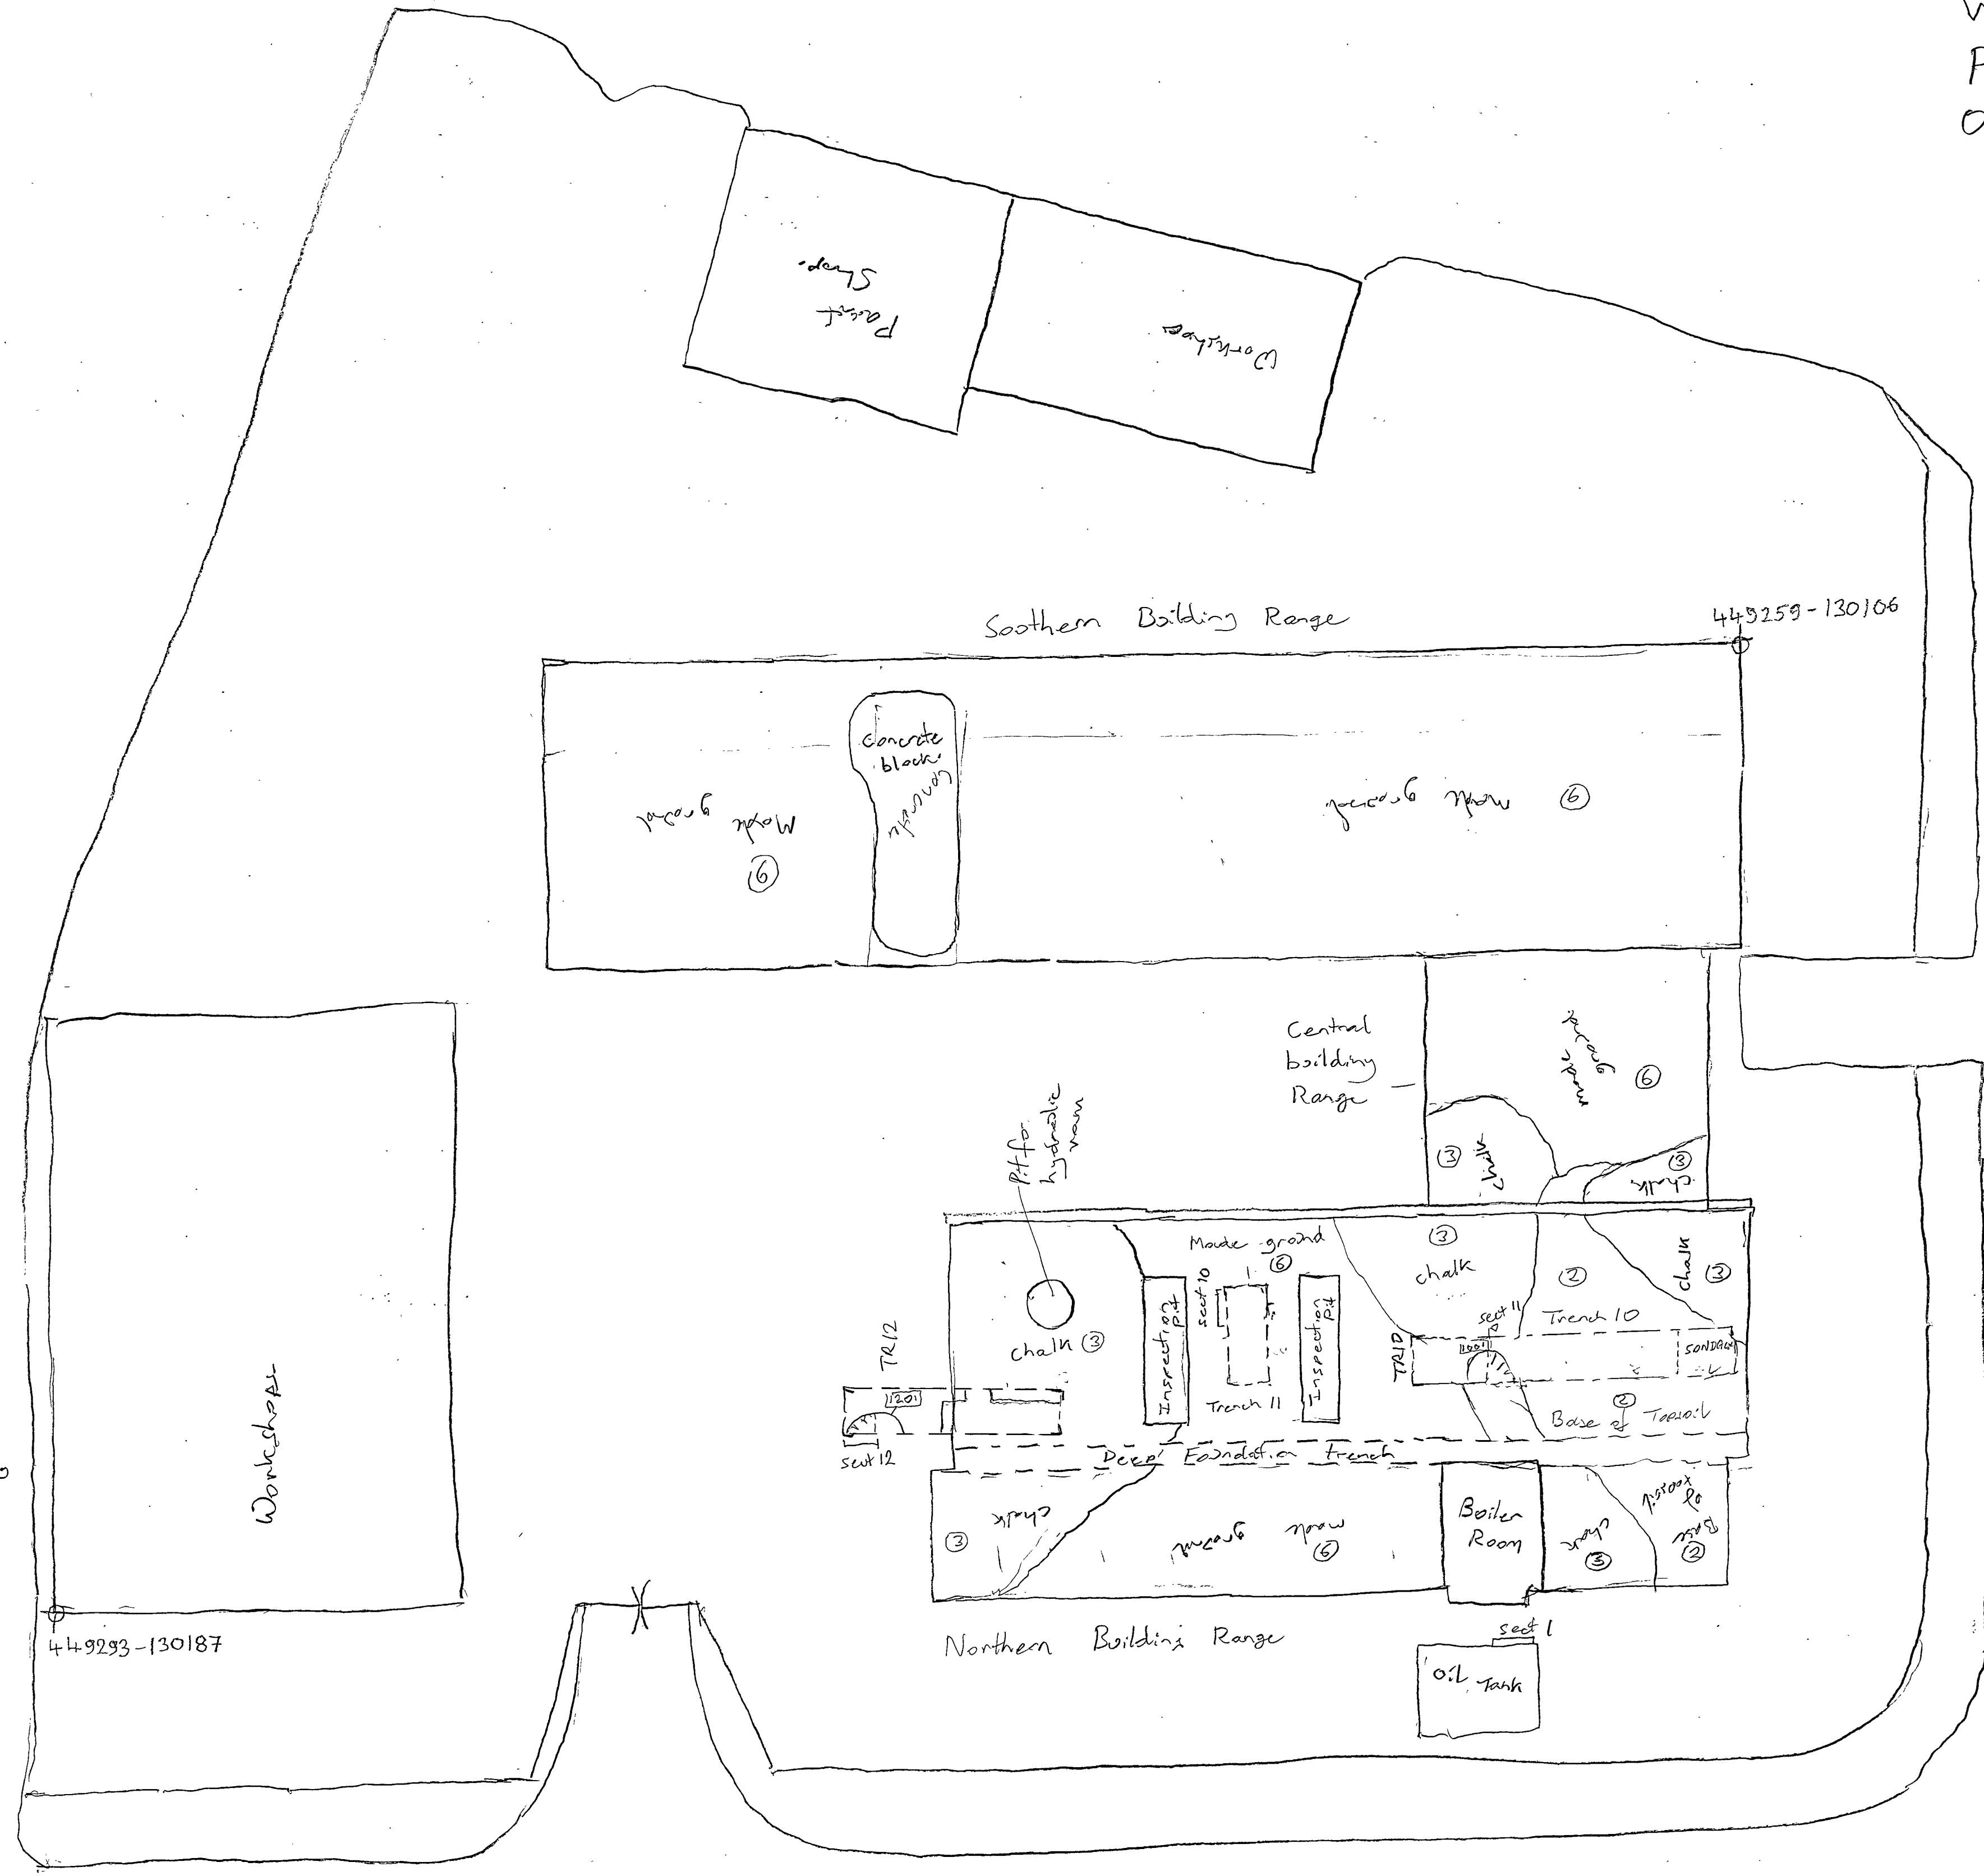 Paint
Shop.
Workshop
Soothern Building Range
449259-130106
Concrete
block.
Concrete
Made
ground
6
made ground
6
Central
building
Range
made
ground
6
3
chalk
3
chalk
Pit for
hydraulic
ram
Made ground
6
3
chalk
2
chalk
3
Trench 10
sect 11
sect 10
Inspection
Pit
Inspection
Pit
chalk 3
TR12
1201
sect 12
Trench 11
TR10
1001
SONDAGE
2
Base of Topsoil
Deep Foundation trench
Workshops
3
chalk
made
ground
6
Boiler
Room
chalk
3
Base
of
topsoil
2
449293-130187
Northern Building Range
sect 1
OIL Tank